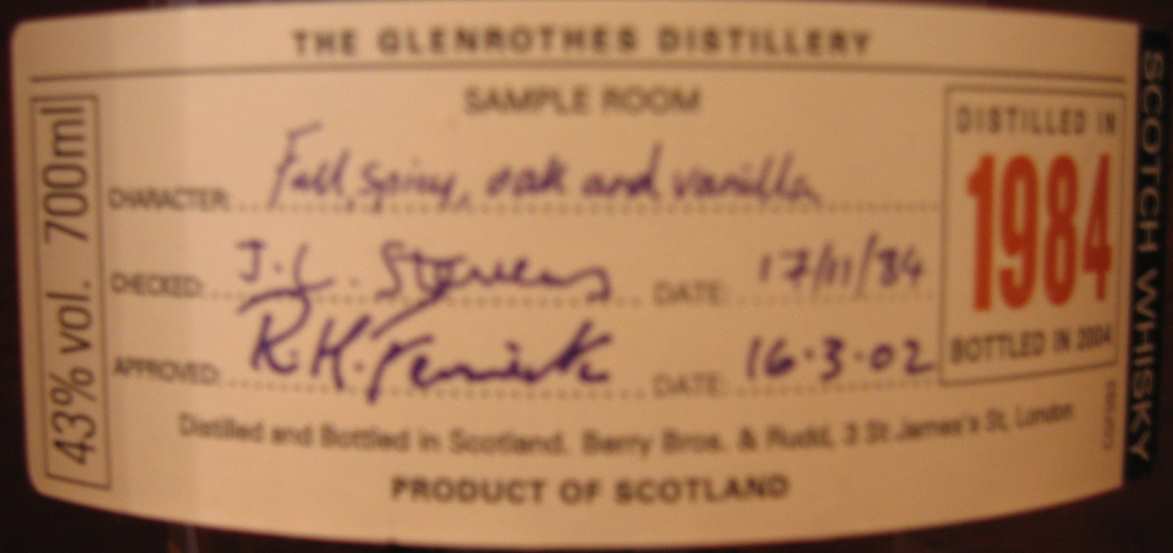 THE GLENROTHES DISTILLERY
SAMPLE ROOM
CHARACTER: Full, spicy, oak and vanilla
CHECKED: J.L. Stevens DATE: 17/11/84
APPROVED: R.H. Fenwick DATE: 16.3.02
Distilled and Bottled in Scotland. Berry Bros. & Rudd, 3 St James's St, London
PRODUCT OF SCOTLAND
43% vol. 700ml
DISTILLED IN
1984
BOTTLED IN 2004
SCOTCH WHISKY